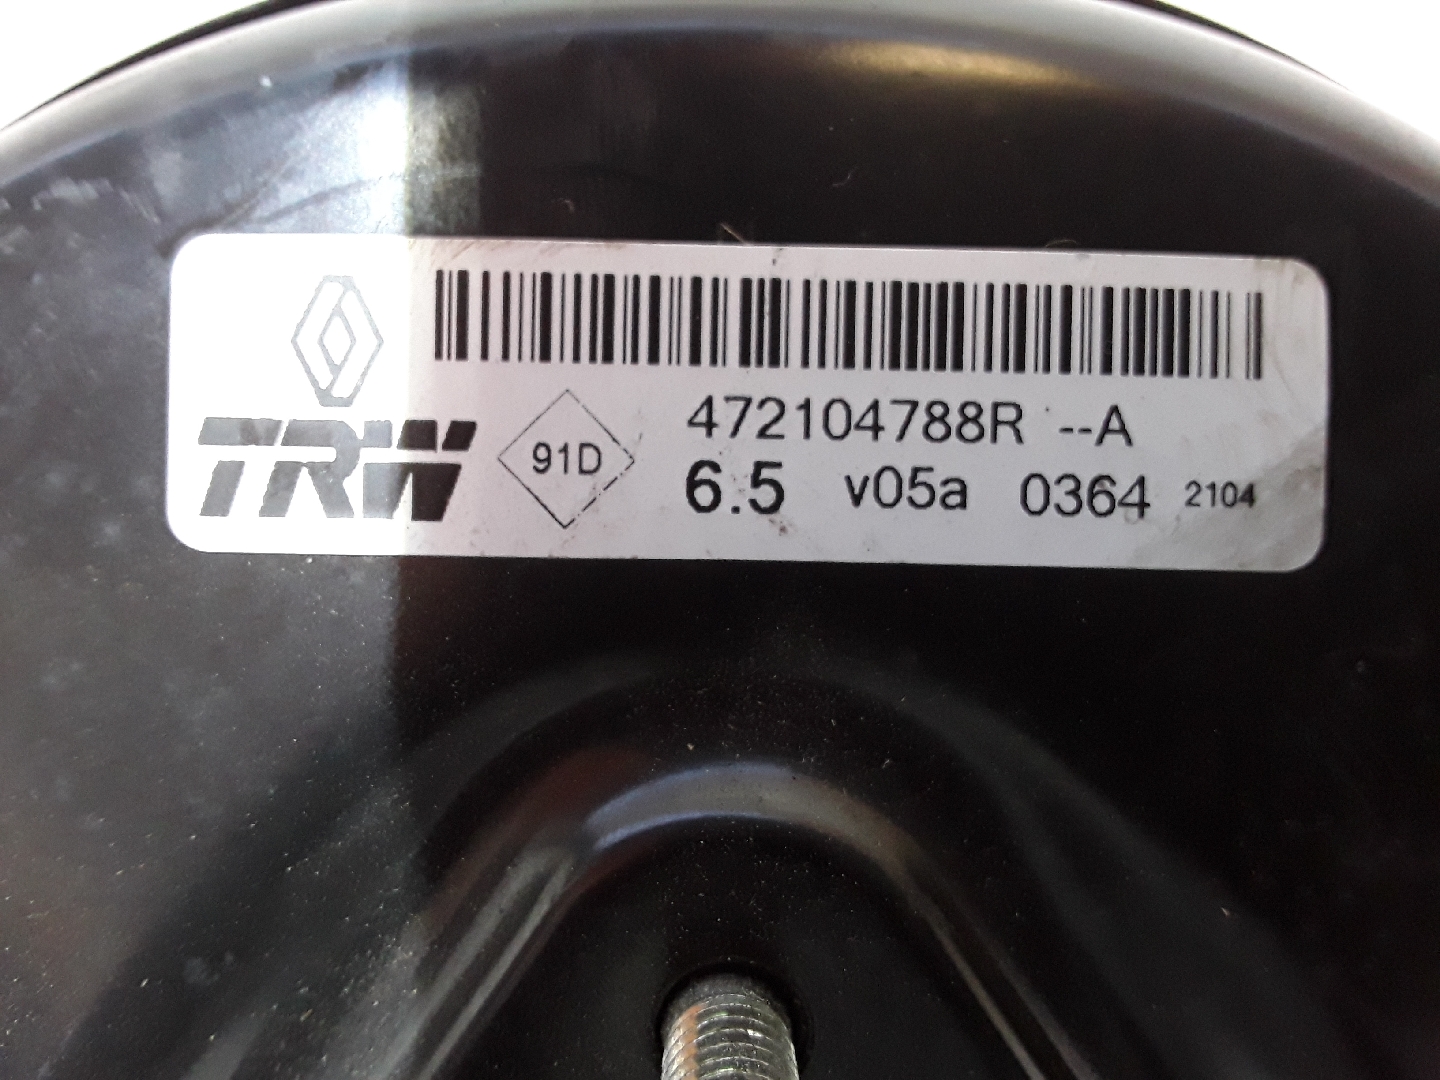 TRW
91D
472104788R --A
6.5 v05a 0364 2104